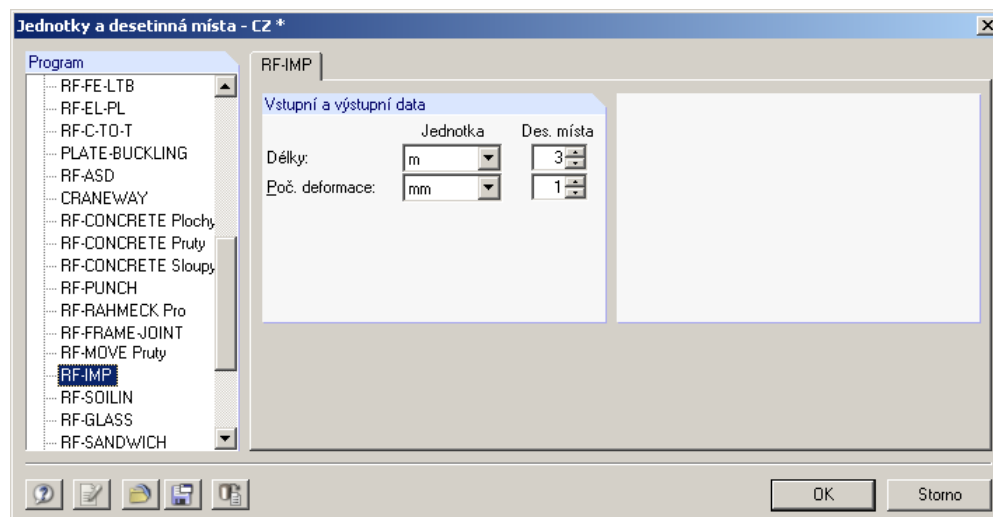 Jednotky a desetinná místa - CZ *
Program
RF-FE-LTB
RF-EL-PL
RF-C-TO-T
PLATE-BUCKLING
RF-ASD
CRANEWAY
RF-CONCRETE Plochy
RF-CONCRETE Pruty
RF-CONCRETE Sloupy
RF-PUNCH
RF-RAHMECK Pro
RF-FRAME-JOINT
RF-MOVE Pruty
RF-IMP
RF-SOILIN
RF-GLASS
RF-SANDWICH
RF-IMP
Vstupní a výstupní data
Jednotka Des. místa
Délky: m 3
Poč. deformace: mm 1
OK Storno